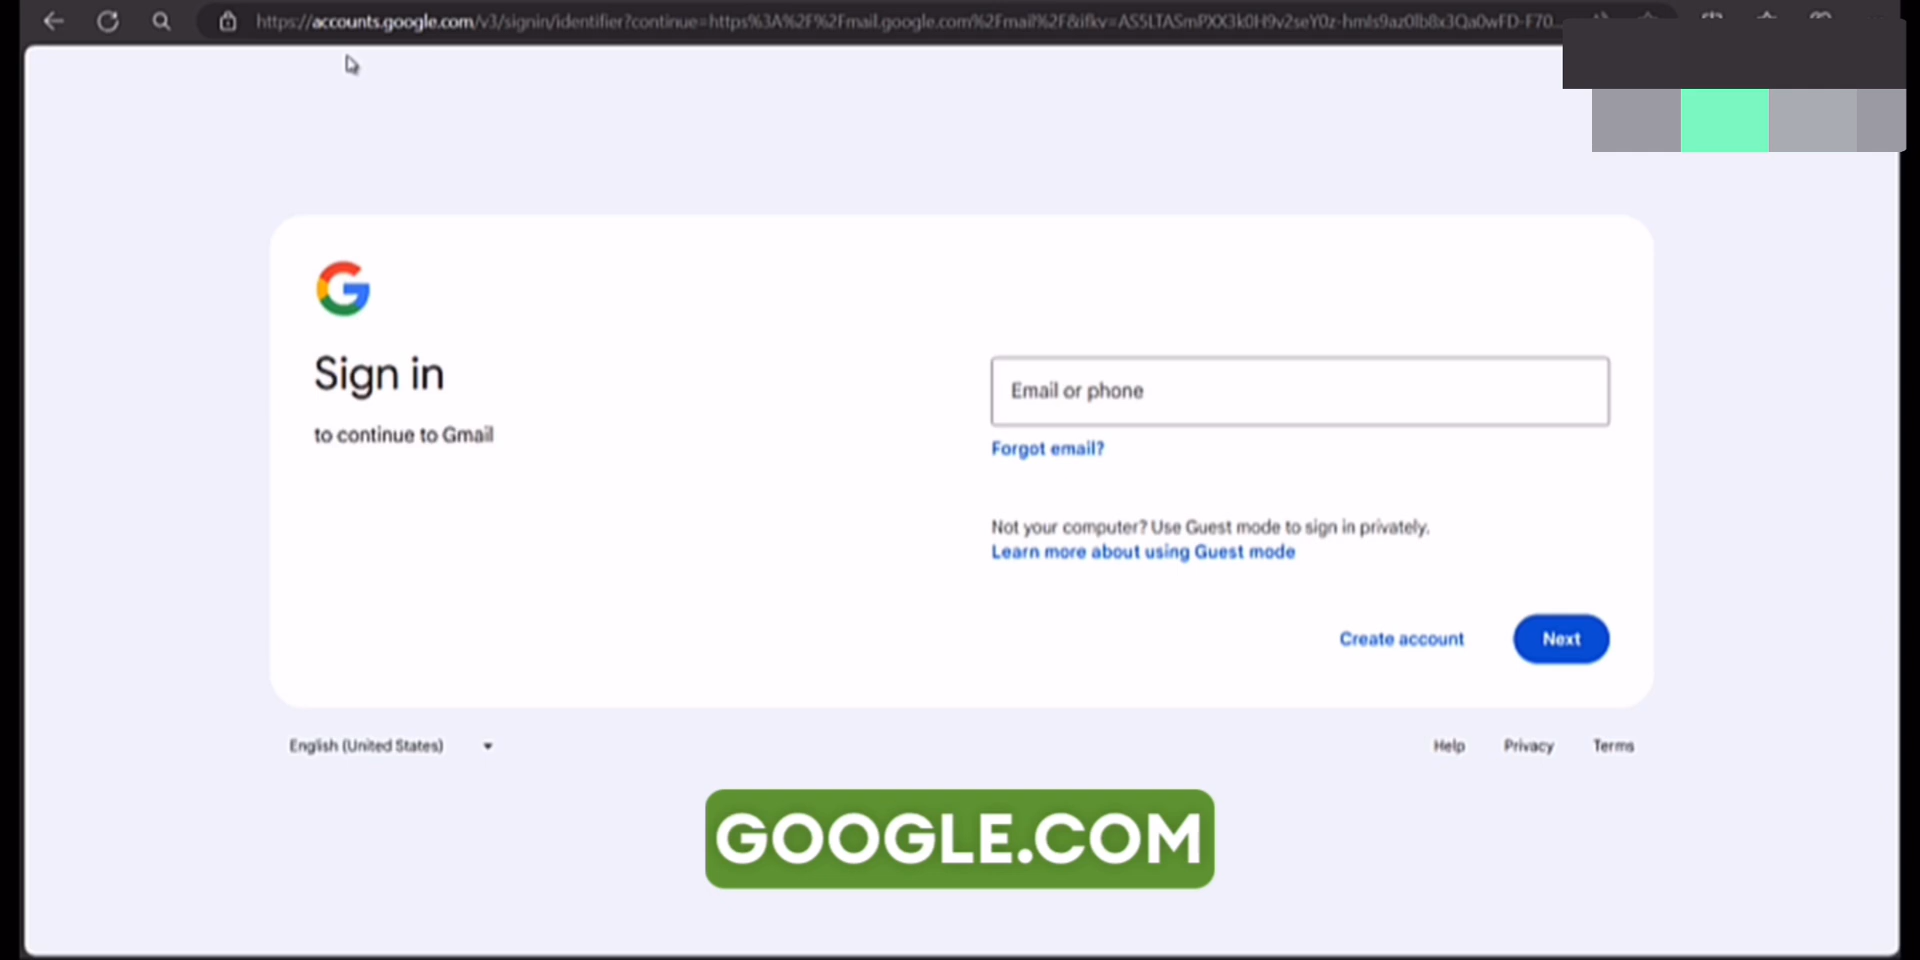 https://accounts.google.com/v3/signin/identifier?continue=https%3A%2F%2Fmail.google.com%2Fmail%2F&ifkv=
Sign in
to continue to Gmail
Email or phone
Forgot email?
Not your computer? Use Guest mode to sign in privately.
Learn more about using Guest mode
Create account
Next
English (United States)
Help
Privacy
Terms
GOOGLE.COM